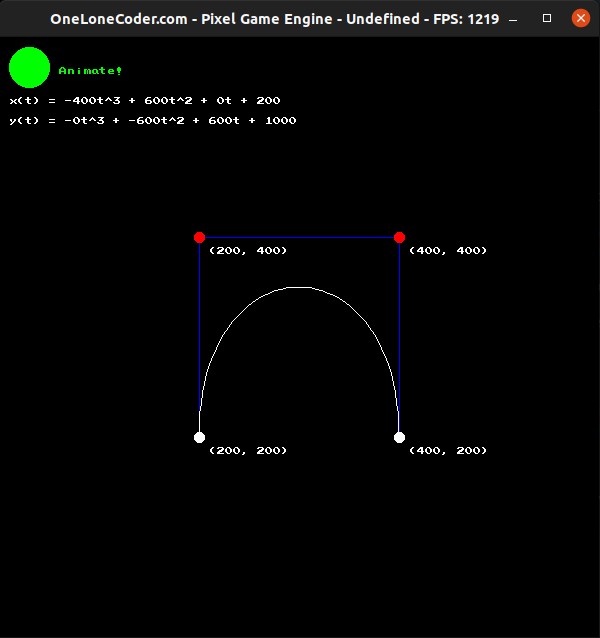 OneLoneCoder.com - Pixel Game Engine - Undefined - FPS: 1219
Animate!
x(t) = -400t^3 + 600t^2 + 0t + 200
y(t) = -0t^3 + -600t^2 + 600t + 1000
(200, 400) (400, 400)
(200, 200) (400, 200)